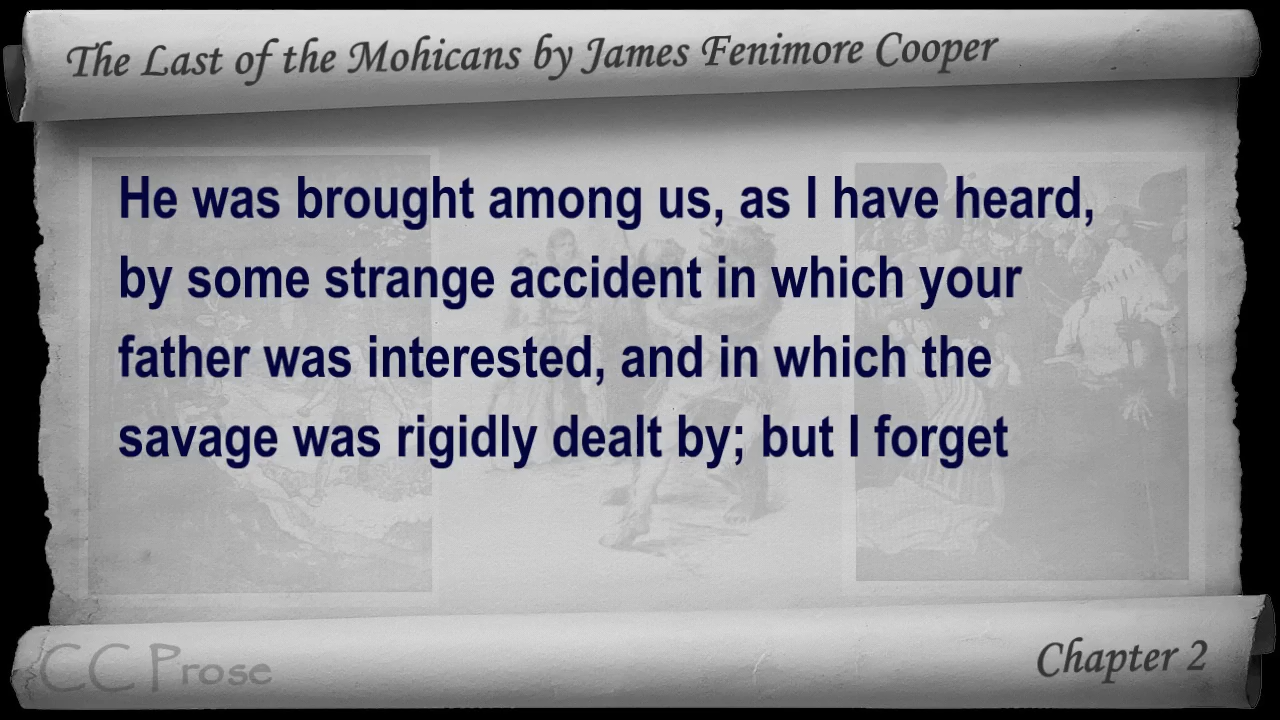 The Last of the Mohicans by James Fenimore Cooper
He was brought among us, as I have heard,
by some strange accident in which your
father was interested, and in which the
savage was rigidly dealt by; but I forget
CC Prose
Chapter 2